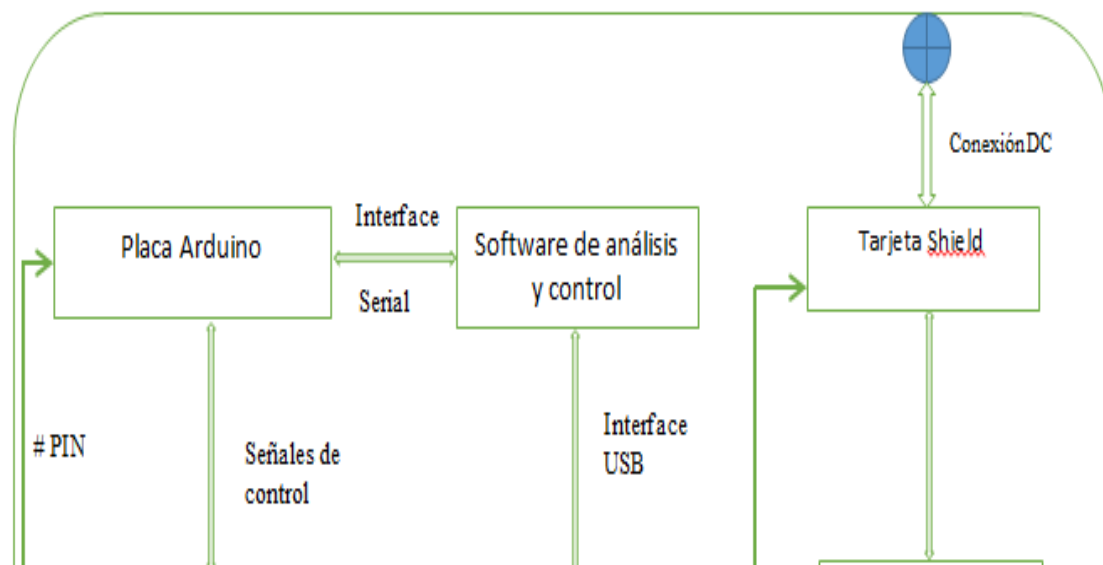 ConexiónDC
Placa Arduino
Interface
Serial
Software de análisis
y control
Tarjeta Shield
# PIN
Señales de
control
Interface
USB